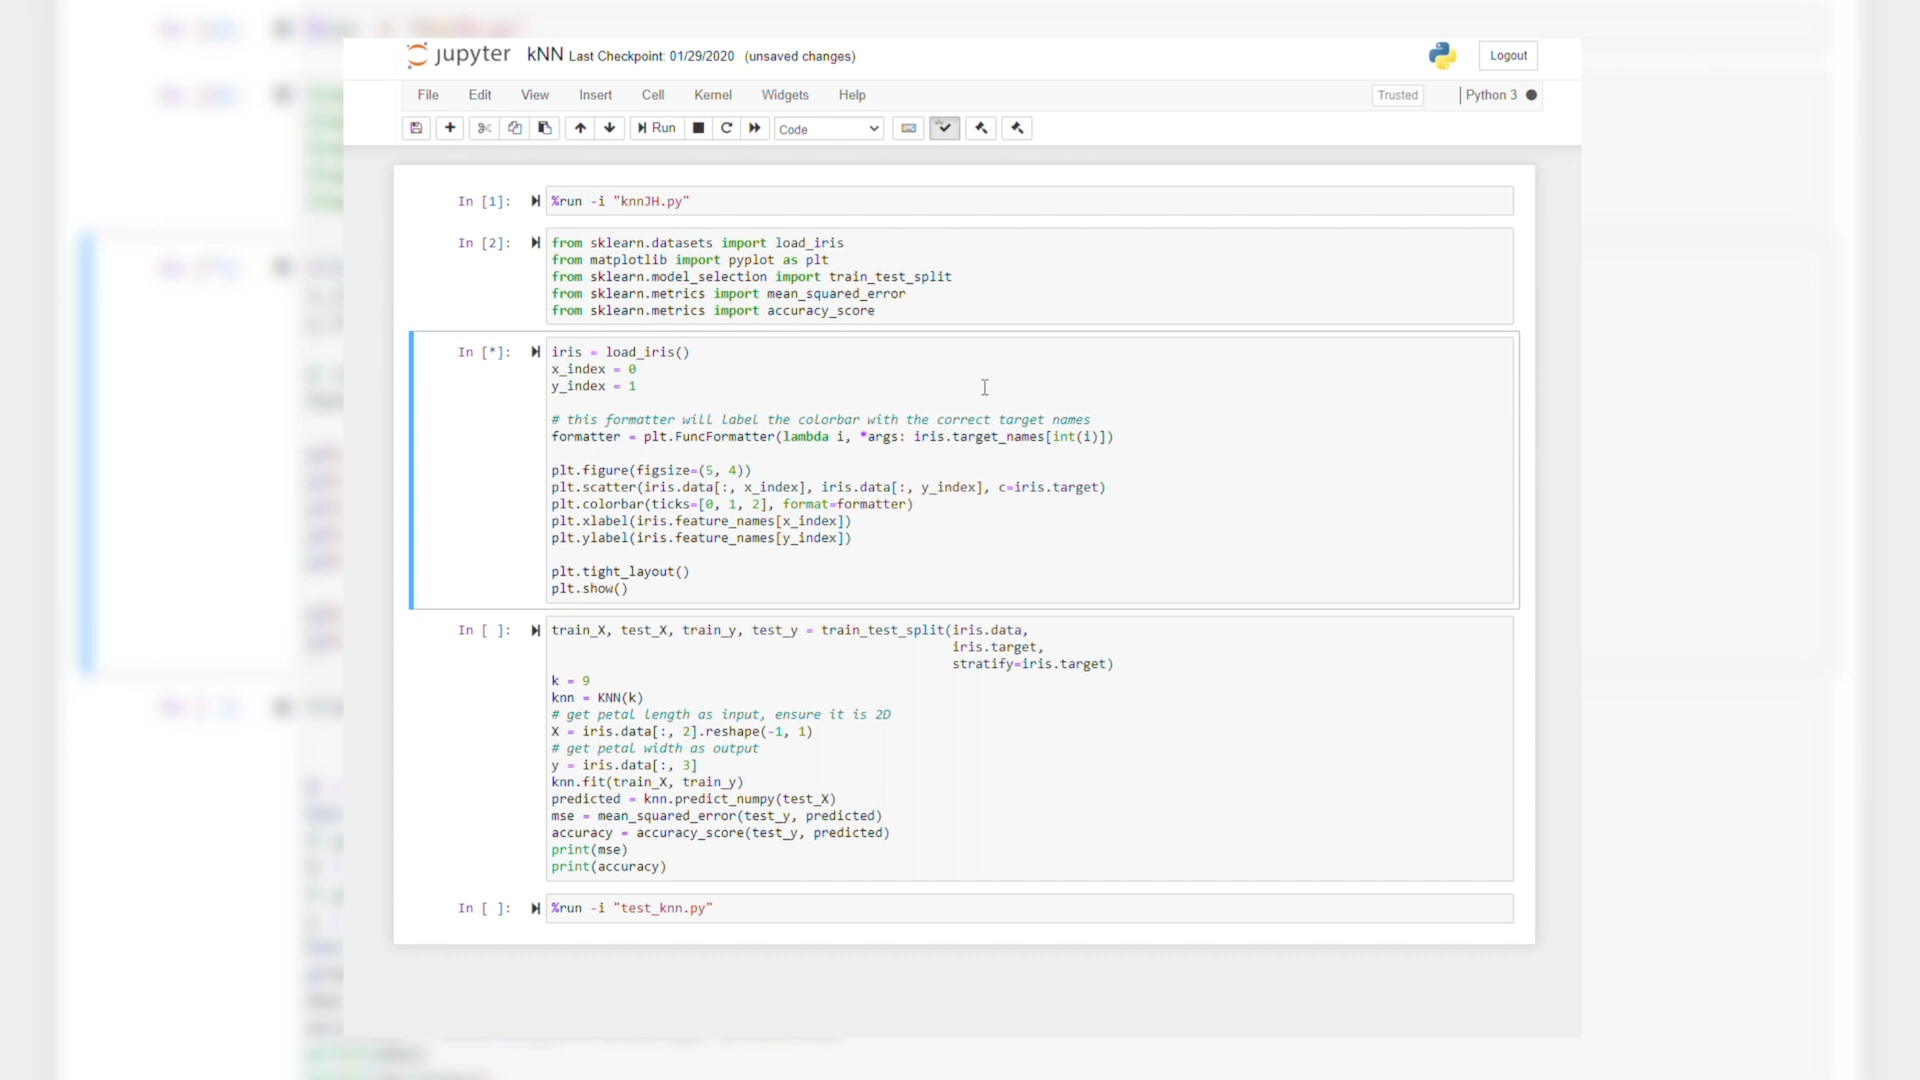 jupyter kNN Last Checkpoint: 01/29/2020 (unsaved changes) Logout
File Edit View Insert Cell Kernel Widgets Help Trusted Python 3
Run Code
In [1]: %run -i "knnJH.py"
In [2]: from sklearn.datasets import load_iris
from matplotlib import pyplot as plt
from sklearn.model_selection import train_test_split
from sklearn.metrics import mean_squared_error
from sklearn.metrics import accuracy_score
In [*]: iris = load_iris()
x_index = 0
y_index = 1
# this formatter will label the colorbar with the correct target names
formatter = plt.FuncFormatter(lambda i, *args: iris.target_names[int(i)])
plt.figure(figsize=(5, 4))
plt.scatter(iris.data[:, x_index], iris.data[:, y_index], c=iris.target)
plt.colorbar(ticks=[0, 1, 2], format=formatter)
plt.xlabel(iris.feature_names[x_index])
plt.ylabel(iris.feature_names[y_index])
plt.tight_layout()
plt.show()
In [ ]: train_X, test_X, train_y, test_y = train_test_split(iris.data,
iris.target,
stratify=iris.target)
k = 9
knn = KNN(k)
# get petal length as input, ensure it is 2D
X = iris.data[:, 2].reshape(-1, 1)
# get petal width as output
y = iris.data[:, 3]
knn.fit(train_X, train_y)
predicted = knn.predict_numpy(test_X)
mse = mean_squared_error(test_y, predicted)
accuracy = accuracy_score(test_y, predicted)
print(mse)
print(accuracy)
In [ ]: %run -i "test_knn.py"